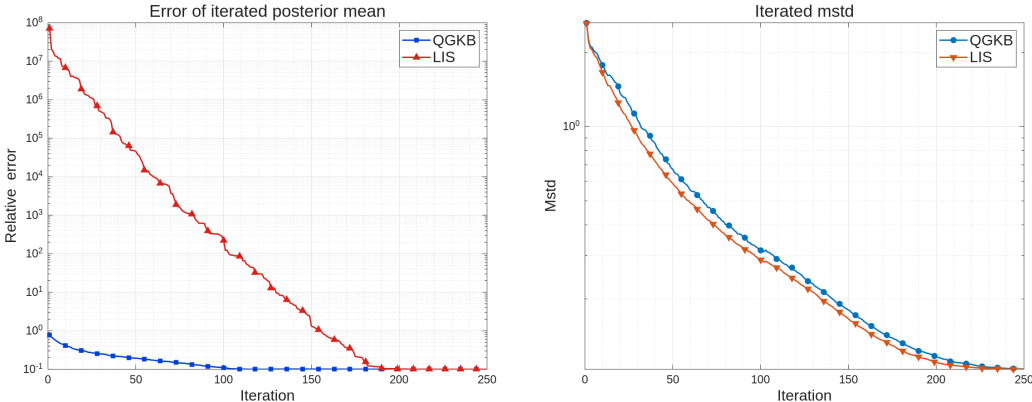 Error of iterated posterior mean
10^8
10^7
10^6
10^5
10^4
10^3
10^2
10^1
10^0
10^-1
Relative error
0 50 100 150 200 250
Iteration
QGKB
LIS
Iterated mstd
10^0
Mstd
0 50 100 150 200 250
Iteration
QGKB
LIS